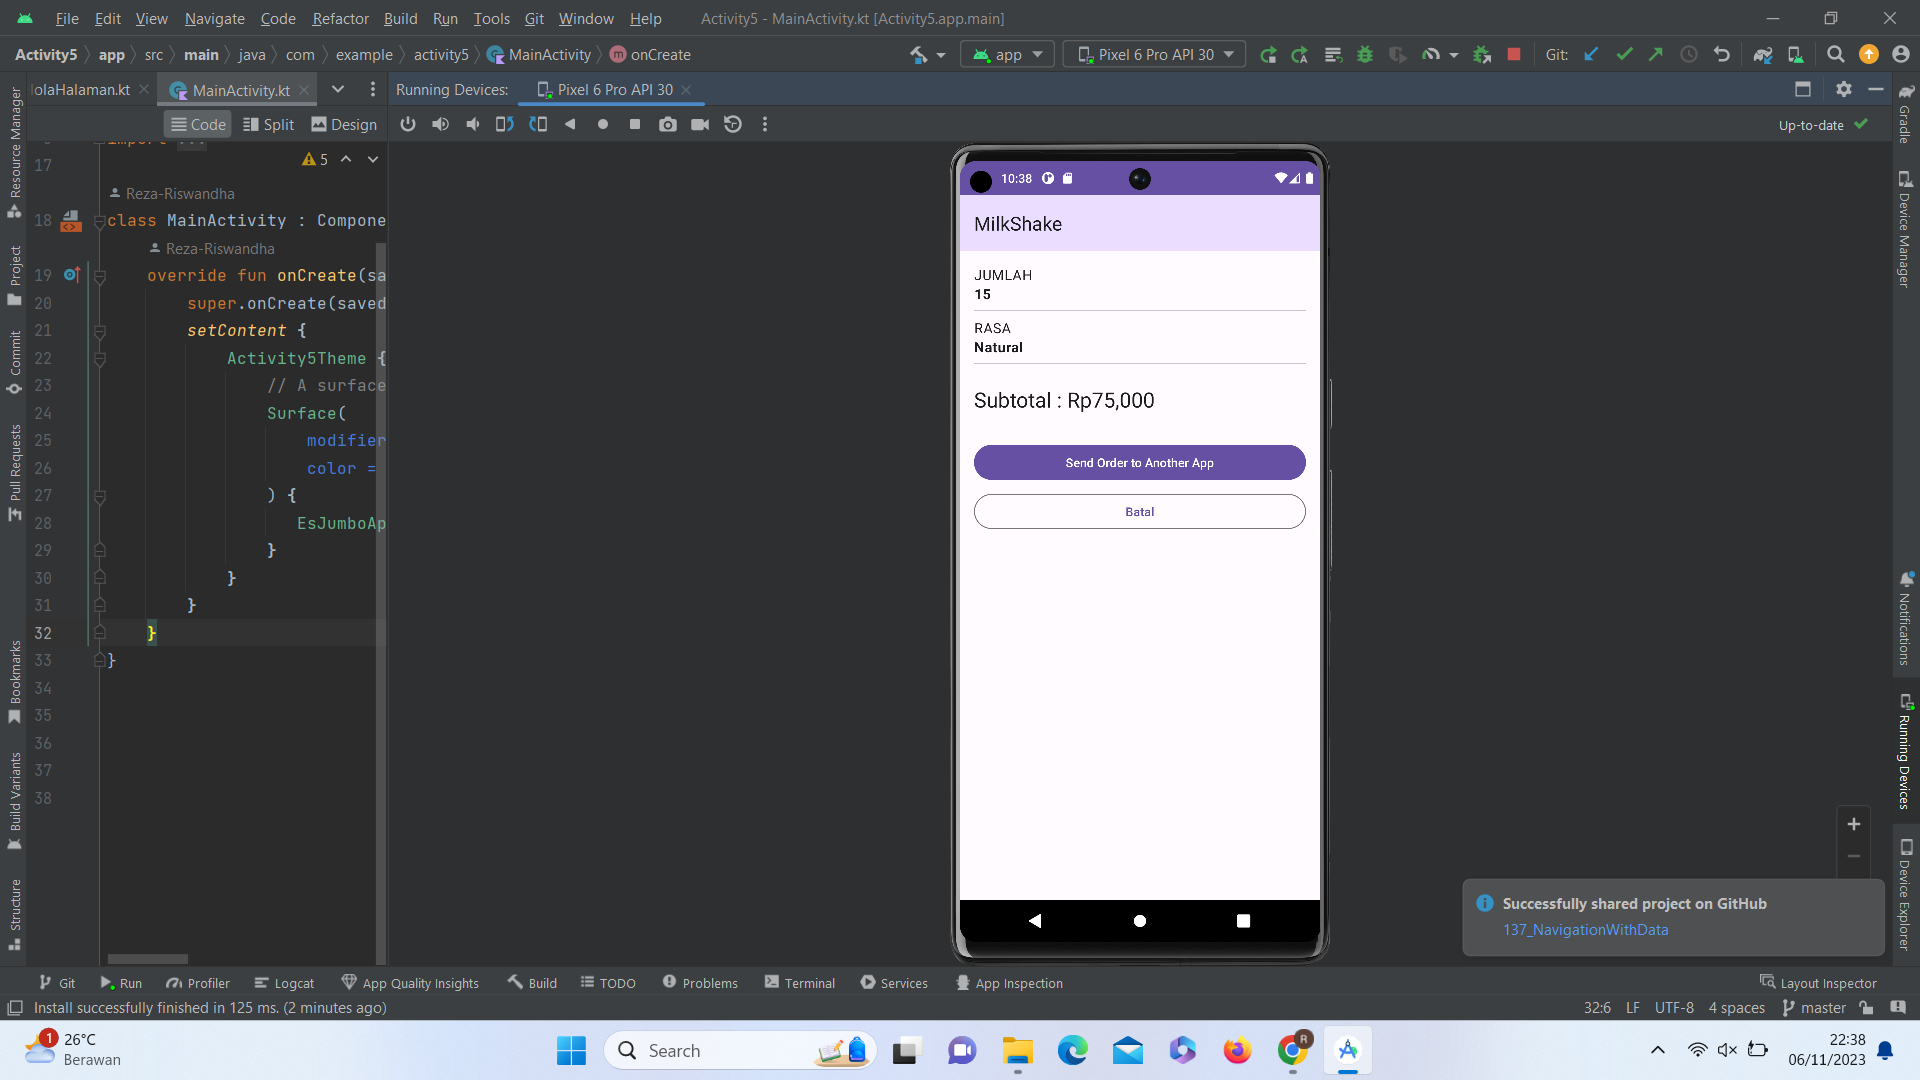 File Edit View Navigate Code Refactor Build Run Tools Git Window Help Activity5 - MainActivity.kt [Activity5.app.main]
Activity5 app src main java com example activity5 MainActivity onCreate app Pixel 6 Pro API 30 Git:
lolaHalaman.kt MainActivity.kt Running Devices: Pixel 6 Pro API 30
Code Split Design Up-to-date
17 5
Reza-Riswandha
18 class MainActivity : Compone
Reza-Riswandha
19 override fun onCreate(sa
20 super.onCreate(saved
21 setContent {
22 Activity5Theme {
23 // A surface
24 Surface(
25 modifier
26 color =
27 ) {
28 EsJumboAp
29 }
30 }
31 }
32 }
33 }
34
35
36
37
38
Resource Manager
Project
Commit
Pull Requests
Bookmarks
Build Variants
Structure
10:38
MilkShake
JUMLAH
15
RASA
Natural
Subtotal : Rp75,000
Send Order to Another App
Batal
Gradle
Device Manager
Notifications
Running Devices
Device Explorer
Successfully shared project on GitHub
137_NavigationWithData
Git Run Profiler Logcat App Quality Insights Build TODO Problems Terminal Services App Inspection Layout Inspector
Install successfully finished in 125 ms. (2 minutes ago) 32:6 LF UTF-8 4 spaces master
1 26°C
Berawan
Search
R
22:38
06/11/2023